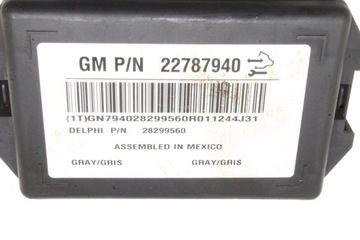 GM P/N 22787940
(1T)GN794028299560R011244J31
DELPHI P/N 28299560
ASSEMBLED IN MEXICO
GRAY/GRIS GRAY/GRIS